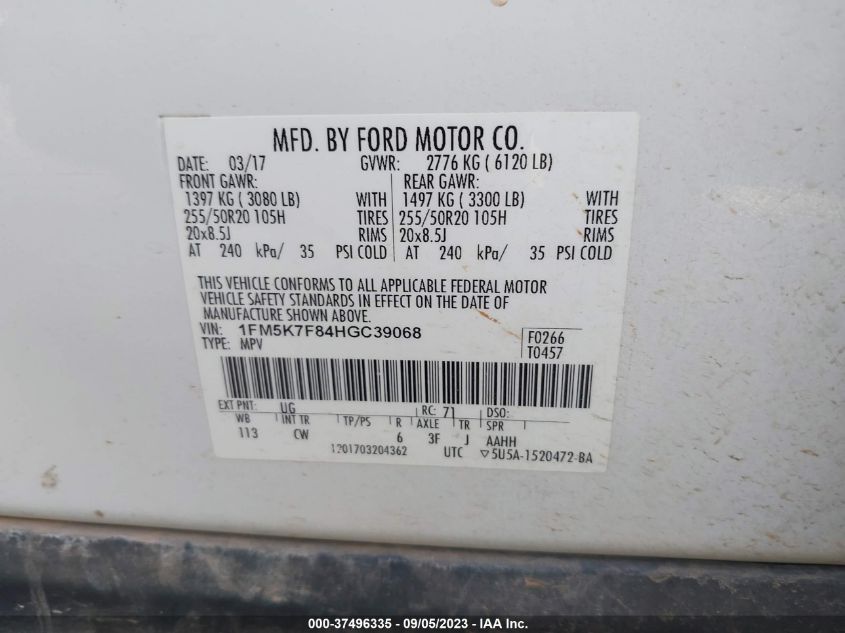 MFD. BY FORD MOTOR CO.
DATE: 03/17 GVWR: 2776 KG ( 6120 LB)
FRONT GAWR: REAR GAWR:
1397 KG ( 3080 LB) WITH 1497 KG ( 3300 LB) WITH
255/50R20 105H TIRES 255/50R20 105H TIRES
20x8.5J RIMS 20x8.5J RIMS
AT 240 kPa/ 35 PSI COLD AT 240 kPa/ 35 PSI COLD
THIS VEHICLE CONFORMS TO ALL APPLICABLE FEDERAL MOTOR
VEHICLE SAFETY STANDARDS IN EFFECT ON THE DATE OF
MANUFACTURE SHOWN ABOVE.
VIN: 1FM5K7F84HGC39068 F0266
TYPE: MPV T0457
EXT PNT: UG RC: 71 DSO:
WB INT TR TP/PS R AXLE TR SPR
113 CW 6 3F J AAHH
1201703204362 UTC ▽5U5A-1520472-BA
000-37496335 - 09/05/2023 - IAA Inc.